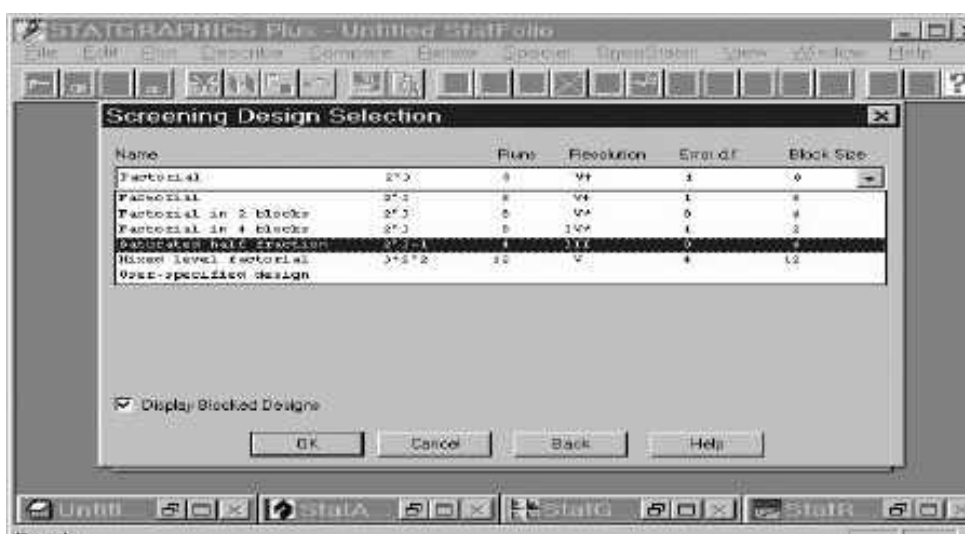 STATGRAPHICS Plus - Untitled StatFolio
File Edit Plot Describe Compare Relate Special SnapStats View Window Help
Screening Design Selection
Name Runs Resolution Error d.f. Block Size
Factorial 2^3 8 V+ 1 8
Factorial 2^3 8 V+ 1 8
Factorial in 2 blocks 2^3 8 V+ 0 4
Factorial in 4 blocks 2^3 8 IV* 1 2
Saturated half fraction 2^3-1 4 III 0 4
Mixed level factorial 3*2^2 12 V 4 12
User-specified design
Display Blocked Designs
OK Cancel Back Help
Untitl StatA StatG StatR